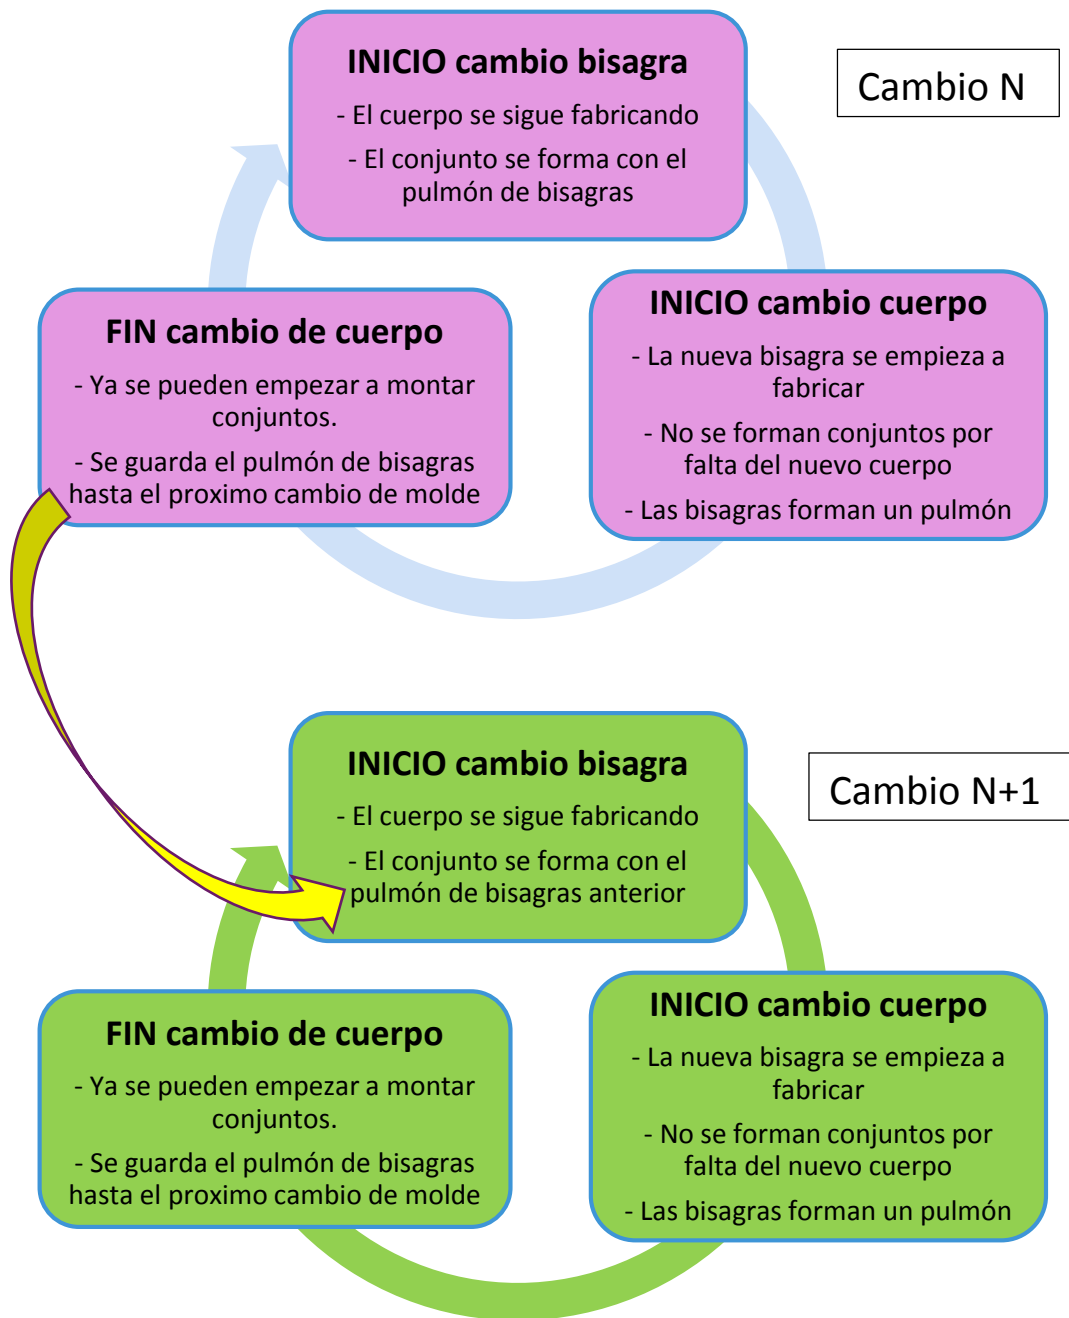 INICIO cambio bisagra
- El cuerpo se sigue fabricando
- El conjunto se forma con el
pulmón de bisagras
Cambio N
INICIO cambio cuerpo
- La nueva bisagra se empieza a
fabricar
- No se forman conjuntos por
falta del nuevo cuerpo
- Las bisagras forman un pulmón
FIN cambio de cuerpo
- Ya se pueden empezar a montar
conjuntos.
- Se guarda el pulmón de bisagras
hasta el proximo cambio de molde
INICIO cambio bisagra
- El cuerpo se sigue fabricando
- El conjunto se forma con el
pulmón de bisagras anterior
Cambio N+1
INICIO cambio cuerpo
- La nueva bisagra se empieza a
fabricar
- No se forman conjuntos por
falta del nuevo cuerpo
- Las bisagras forman un pulmón
FIN cambio de cuerpo
- Ya se pueden empezar a montar
conjuntos.
- Se guarda el pulmón de bisagras
hasta el proximo cambio de molde